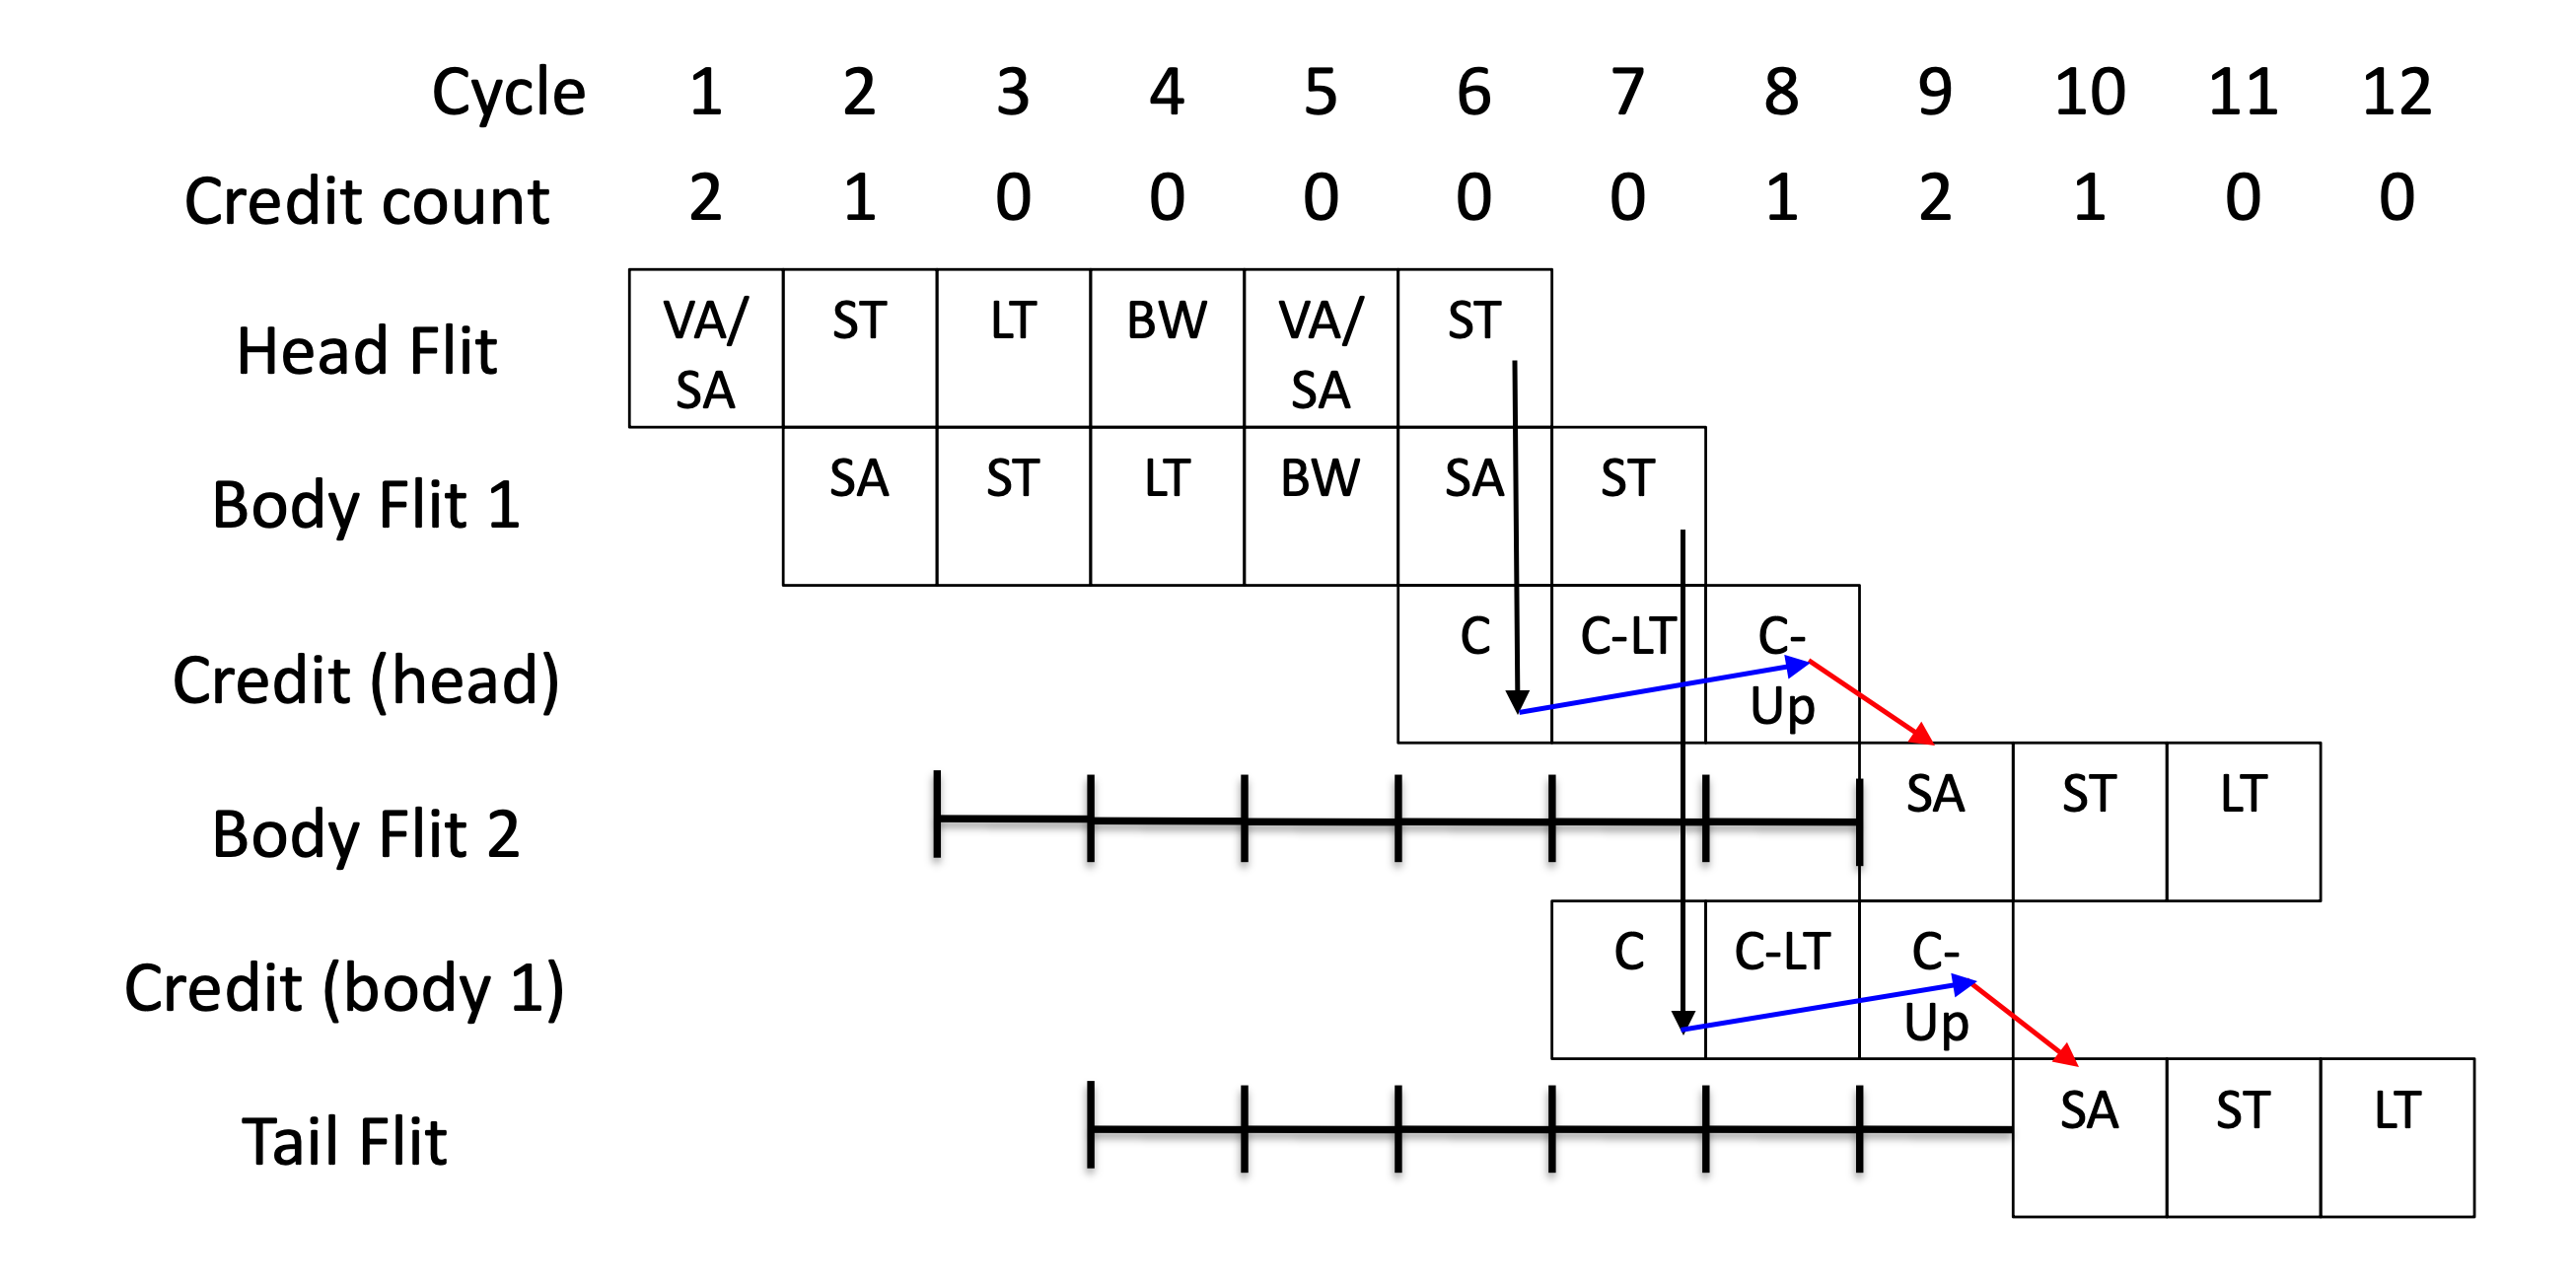 Cycle 1 2 3 4 5 6 7 8 9 10 11 12
Credit count 2 1 0 0 0 0 0 1 2 1 0 0
Head Flit VA/ ST LT BW VA/ ST
SA SA
Body Flit 1 SA ST LT BW SA ST
Credit (head) C C-LT C-
Up
Body Flit 2 SA ST LT
Credit (body 1) C C-LT C-
Up
Tail Flit SA ST LT